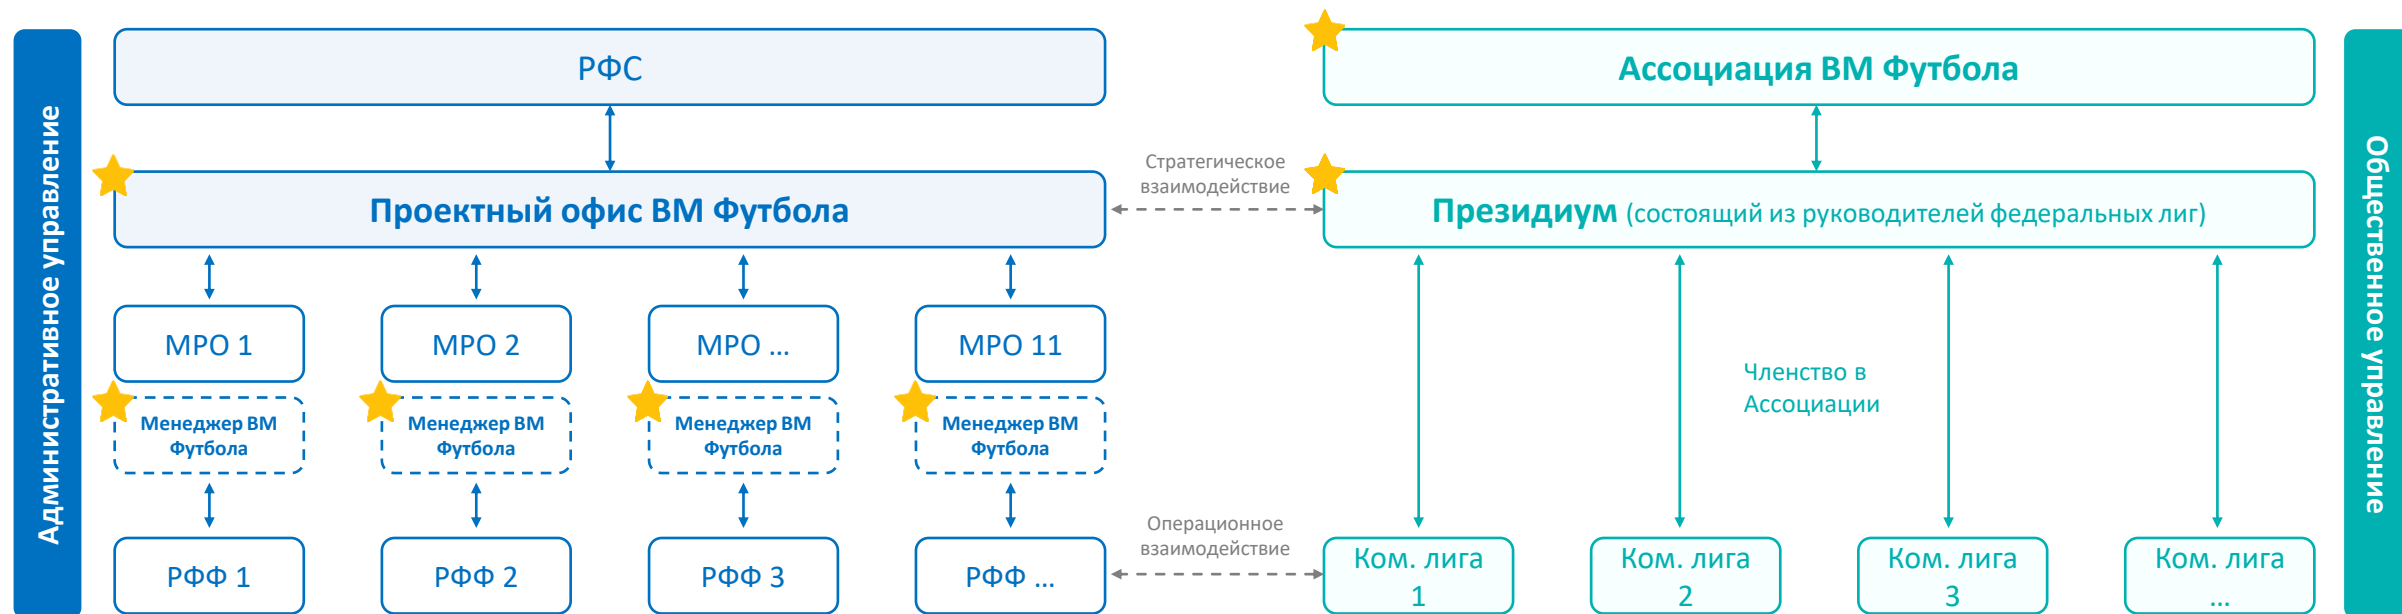 Административное управление
РФС
Ассоциация ВМ Футбола
Общественное управление
Проектный офис ВМ Футбола
Стратегическое
взаимодействие
Президиум (состоящий из руководителей федеральных лиг)
МРО 1
МРО 2
МРО ...
МРО 11
Менеджер ВМ
Футбола
Менеджер ВМ
Футбола
Менеджер ВМ
Футбола
Менеджер ВМ
Футбола
Членство в
Ассоциации
РФФ 1
РФФ 2
РФФ 3
РФФ ...
Операционное
взаимодействие
Ком. лига
1
Ком. лига
2
Ком. лига
3
Ком. лига
...